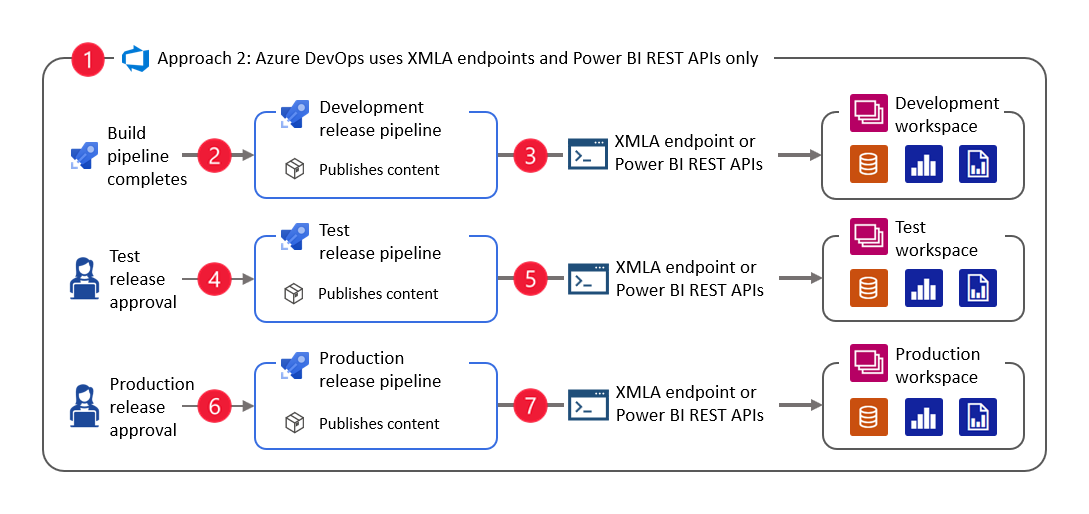 1
Approach 2: Azure DevOps uses XMLA endpoints and Power BI REST APIs only
Build
pipeline
completes
2
Development
release pipeline
Publishes content
3
XMLA endpoint or
Power BI REST APIs
Development
workspace
Test
release
approval
4
Test
release pipeline
Publishes content
5
XMLA endpoint or
Power BI REST APIs
Test
workspace
Production
release
approval
6
Production
release pipeline
Publishes content
7
XMLA endpoint or
Power BI REST APIs
Production
workspace